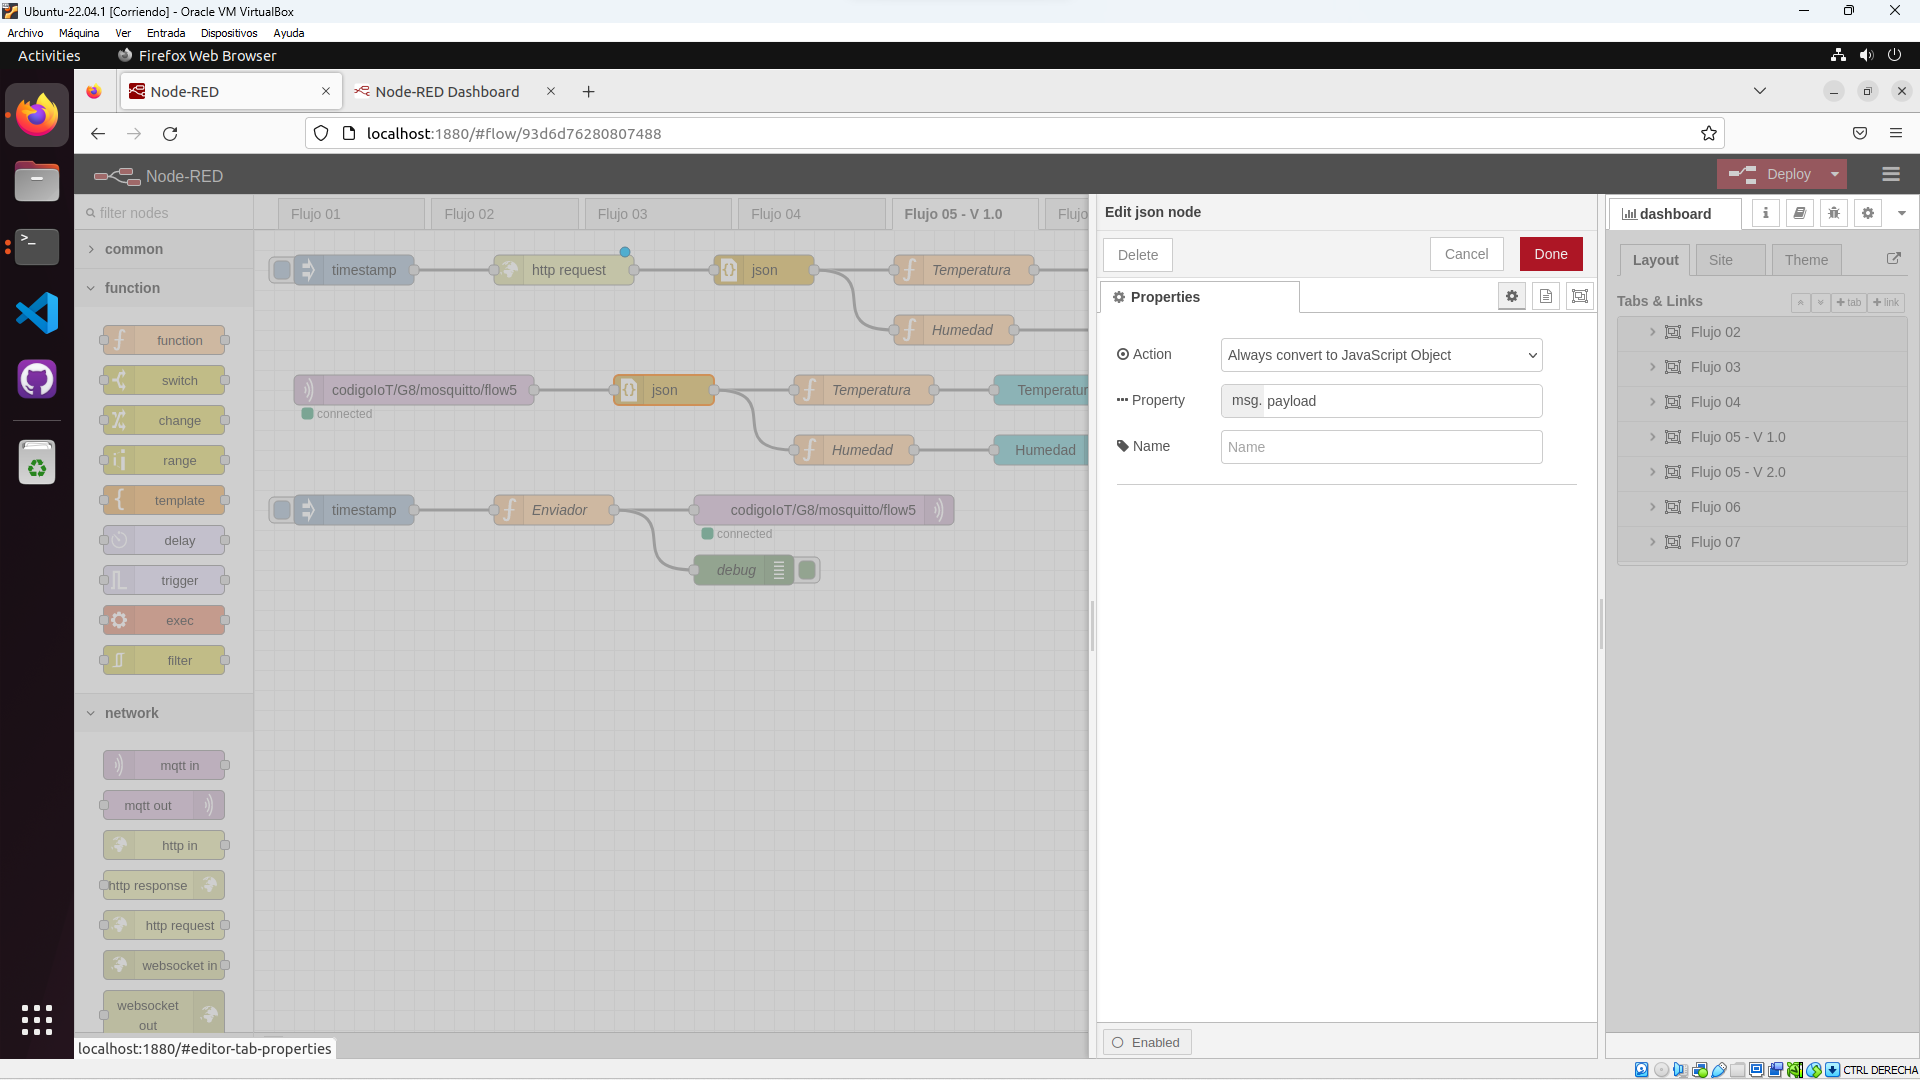 Ubuntu-22.04.1 [Corriendo] - Oracle VM VirtualBox
Archivo Máquina Ver Entrada Dispositivos Ayuda
Activities Firefox Web Browser
Node-RED Node-RED Dashboard
localhost:1880/#flow/93d6d76280807488
Node-RED Deploy
filter nodes
common
function
function
switch
change
range
template
delay
trigger
exec
filter
network
mqtt in
mqtt out
http in
http response
http request
websocket in
websocket
out
Flujo 01 Flujo 02 Flujo 03 Flujo 04 Flujo 05 - V 1.0 Flujo
timestamp http request json Temperatura
Humedad
codigoIoT/G8/mosquitto/flow5 json Temperatura Temperatur
connected
Humedad Humedad
timestamp Enviador codigoIoT/G8/mosquitto/flow5
connected
debug
Edit json node
Delete Cancel Done
Properties
Action Always convert to JavaScript Object
Property msg. payload
Name Name
Enabled
dashboard
Layout Site Theme
Tabs & Links tab link
Flujo 02
Flujo 03
Flujo 04
Flujo 05 - V 1.0
Flujo 05 - V 2.0
Flujo 06
Flujo 07
localhost:1880/#editor-tab-properties
CTRL DERECHA